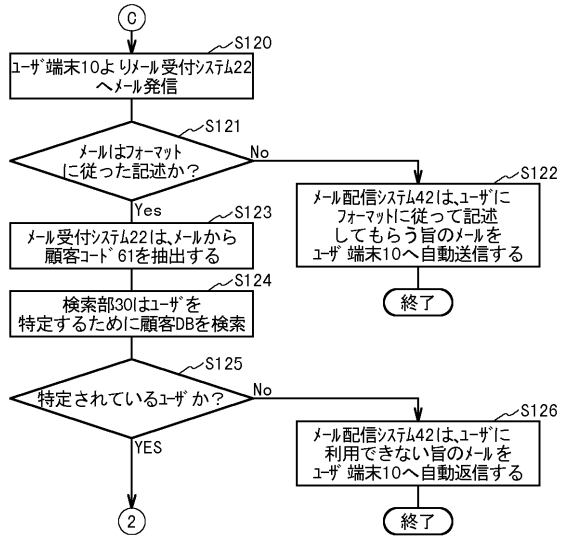 C
S120
ユーザ端末10よりメール受付システム22
へメール発信
S121
メールはフォーマット
に従った記述か?
No
Yes
S122
メール配信システム42は、ユーザに
フォーマットに従って記述
してもらう旨のメールを
ユーザ端末10へ自動送信する
終了
S123
メール受付システム22は、メールから
顧客コード61を抽出する
S124
検索部30はユーザを
特定するために顧客DBを検索
S125
特定されているユーザか?
No
YES
S126
メール配信システム42は、ユーザに
利用できない旨のメールを
ユーザ端末10へ自動返信する
終了
2